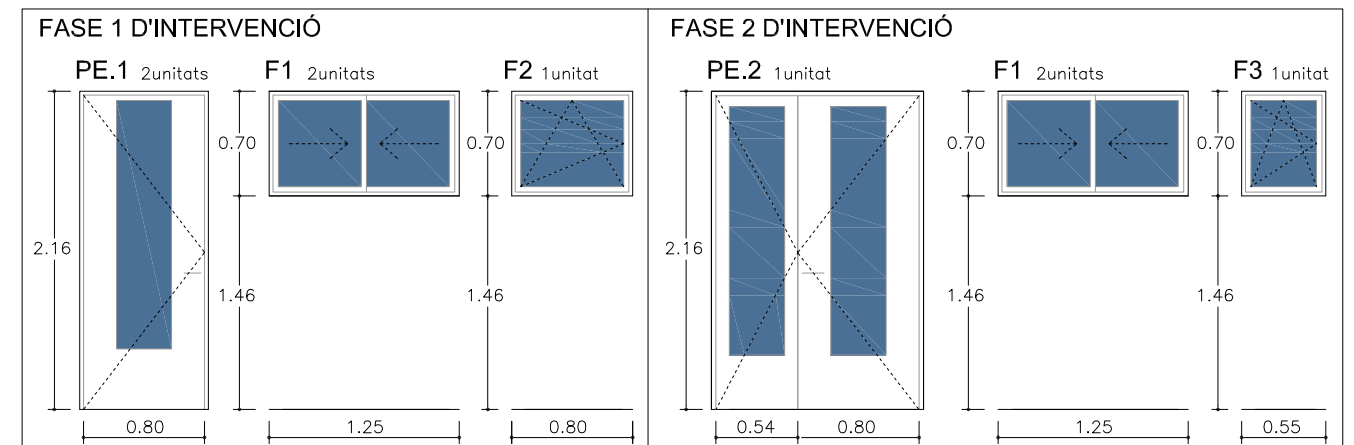 FASE 1 D'INTERVENCIÓ
PE.1 2unitats
F1 2unitats
F2 1unitat
0.70
0.70
2.16
1.46
1.46
0.80
1.25
0.80
FASE 2 D'INTERVENCIÓ
PE.2 1unitat
F1 2unitats
F3 1unitat
0.70
0.70
2.16
1.46
1.46
0.54
0.80
1.25
0.55